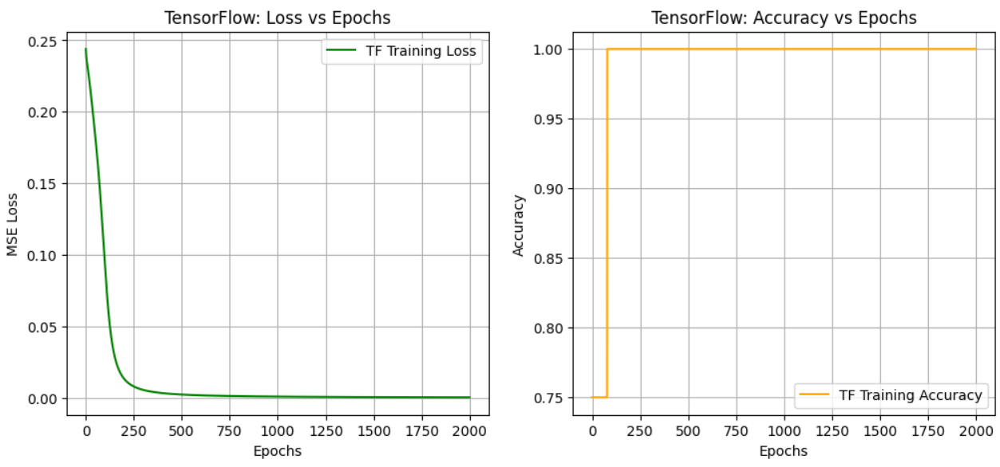 TensorFlow: Loss vs Epochs
0.25
0.20
0.15
0.10
0.05
0.00
MSE Loss
TF Training Loss
0 250 500 750 1000 1250 1500 1750 2000
Epochs
TensorFlow: Accuracy vs Epochs
1.00
0.95
0.90
0.85
0.80
0.75
Accuracy
TF Training Accuracy
0 250 500 750 1000 1250 1500 1750 2000
Epochs